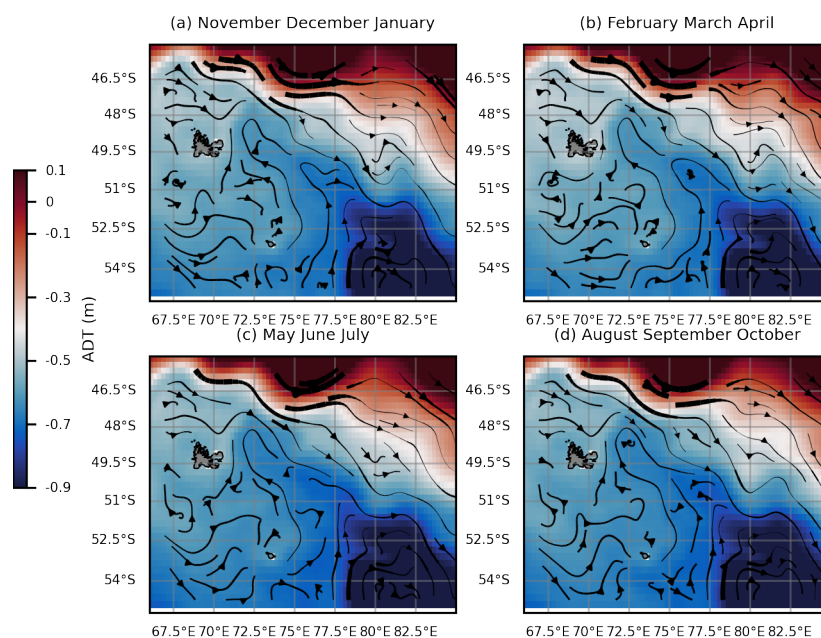 (a) November December January
(b) February March April
46.5°S
48°S
49.5°S
51°S
52.5°S
54°S
46.5°S
48°S
49.5°S
51°S
52.5°S
54°S
67.5°E 70°E 72.5°E 75°E 77.5°E 80°E 82.5°E
67.5°E 70°E 72.5°E 75°E 77.5°E 80°E 82.5°E
0.1
0
-0.1
-0.3
-0.5
-0.7
-0.9
ADT (m)
(c) May June July
(d) August September October
46.5°S
48°S
49.5°S
51°S
52.5°S
54°S
46.5°S
48°S
49.5°S
51°S
52.5°S
54°S
67.5°E 70°E 72.5°E 75°E 77.5°E 80°E 82.5°E
67.5°E 70°E 72.5°E 75°E 77.5°E 80°E 82.5°E